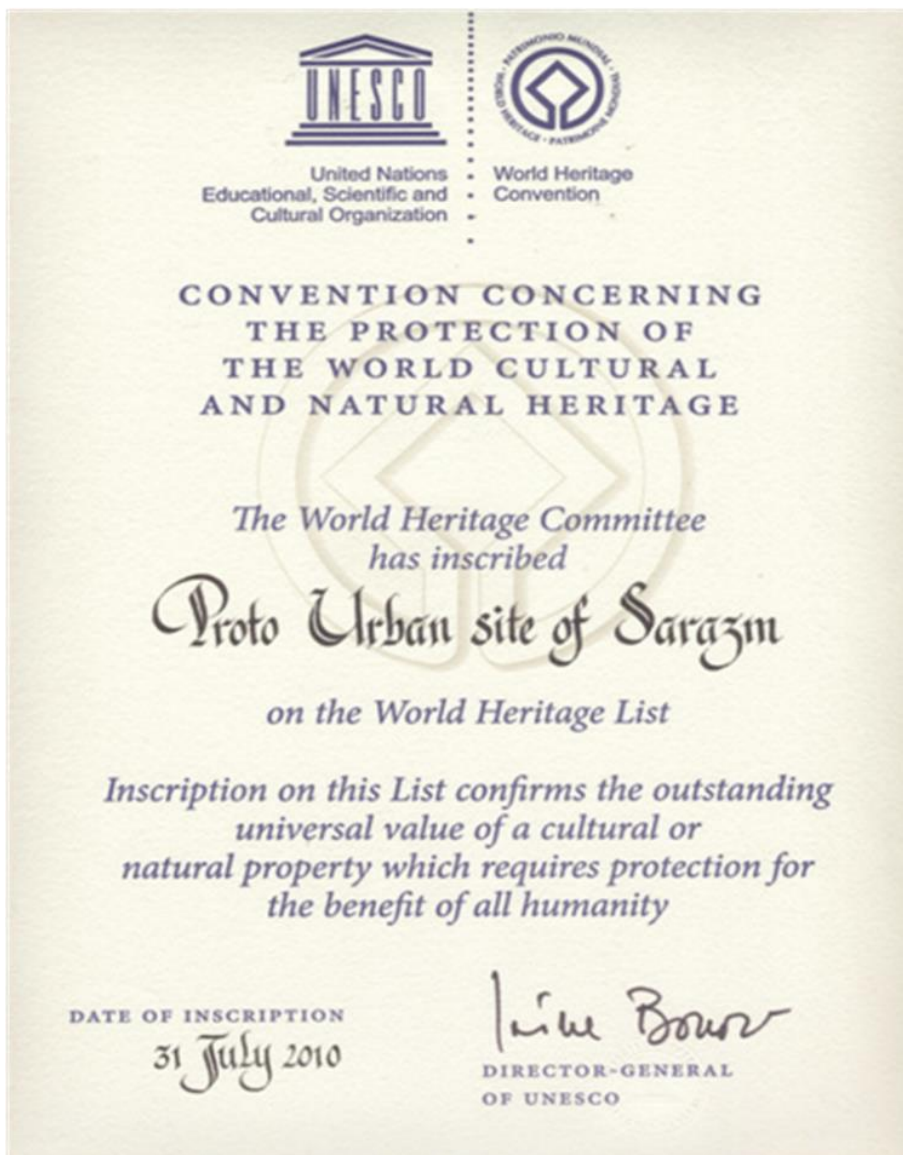 UNESCO
United Nations
Educational, Scientific and
Cultural Organization
PATRIMONIO MUNDIAL • WORLD HERITAGE • PATRIMOINE MONDIAL
World Heritage
Convention
CONVENTION CONCERNING
THE PROTECTION OF
THE WORLD CULTURAL
AND NATURAL HERITAGE
The World Heritage Committee
has inscribed
Proto Urban site of Sarazm
on the World Heritage List
Inscription on this List confirms the outstanding
universal value of a cultural or
natural property which requires protection for
the benefit of all humanity
DATE OF INSCRIPTION
31 July 2010
DIRECTOR-GENERAL
OF UNESCO